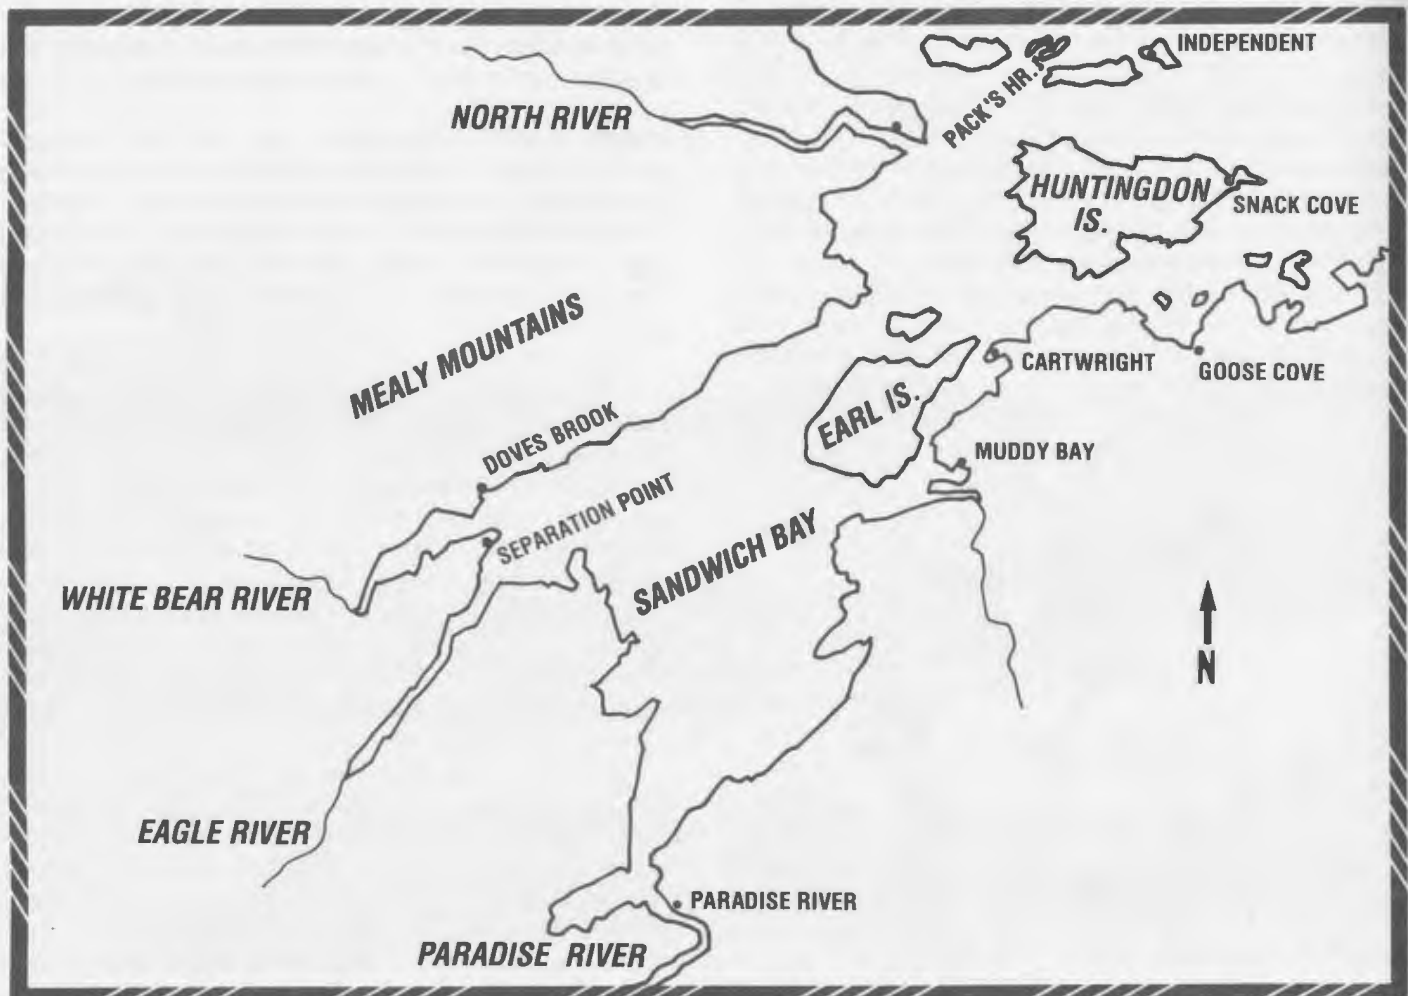 INDEPENDENT
PACK'S HR.
NORTH RIVER
HUNTINGDON
IS.
SNACK COVE
MEALY MOUNTAINS
CARTWRIGHT
GOOSE COVE
EARL IS.
DOVES BROOK
MUDDY BAY
SEPARATION POINT
SANDWICH BAY
WHITE BEAR RIVER
N
EAGLE RIVER
PARADISE RIVER
PARADISE RIVER